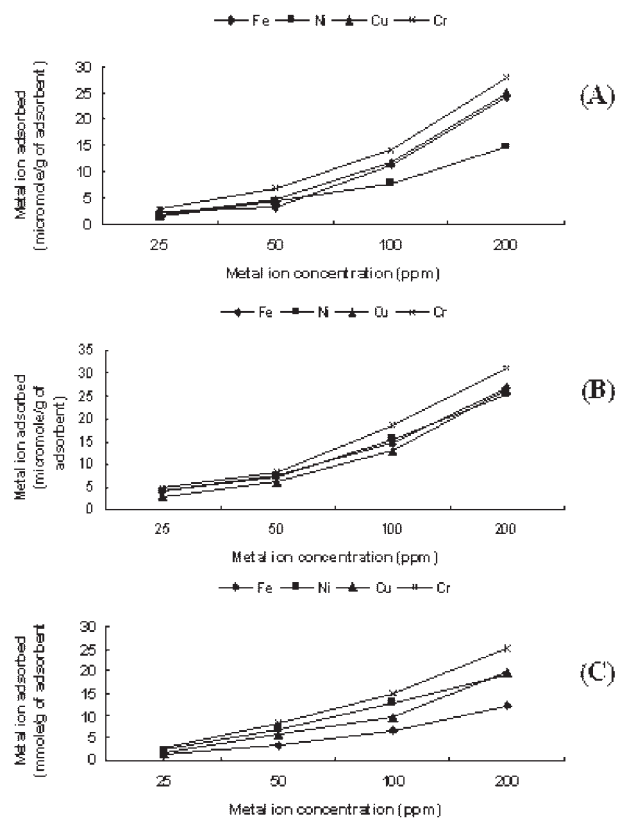 Fe Ni Cu Cr
Metal ion adsorbed
(micromole/g of adsorbent)
30
25
20
15
10
5
0
25 50 100 200
Metal ion concentration (ppm)
(A)
Fe Ni Cu Cr
Metal ion adsorbed
(micromole/g of
adsorbent)
35
30
25
20
15
10
5
0
25 50 100 200
Metal ion concentration (ppm)
(B)
Fe Ni Cu Cr
Metal ion adsorbed
(mmole/g of adsorbent
30
25
20
15
10
5
0
25 50 100 200
Metal ion concentration (ppm)
(C)